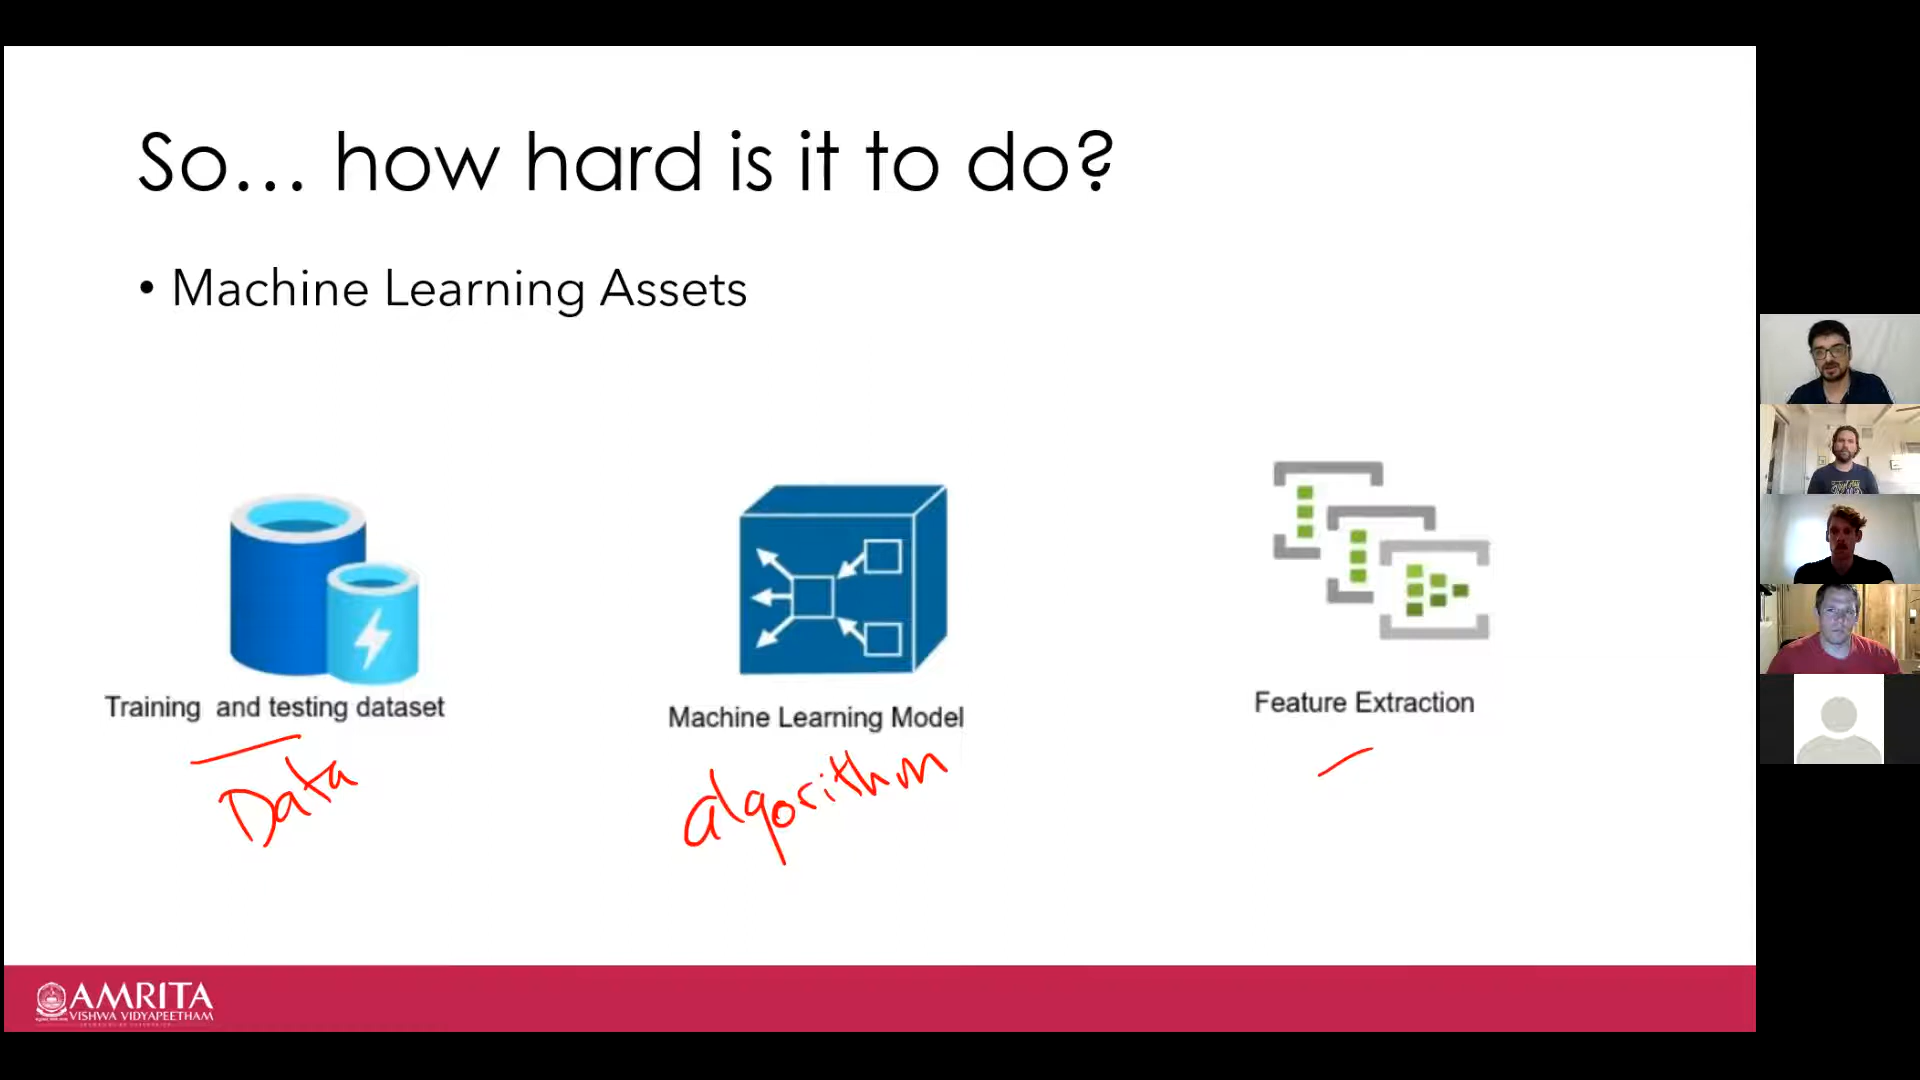 So... how hard is it to do?
• Machine Learning Assets
Training and testing dataset
Machine Learning Model
Feature Extraction
Data
algorithm
AMRITA
VISHWA VIDYAPEETHAM